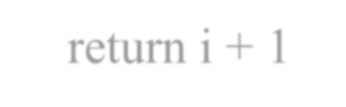 return i + 1